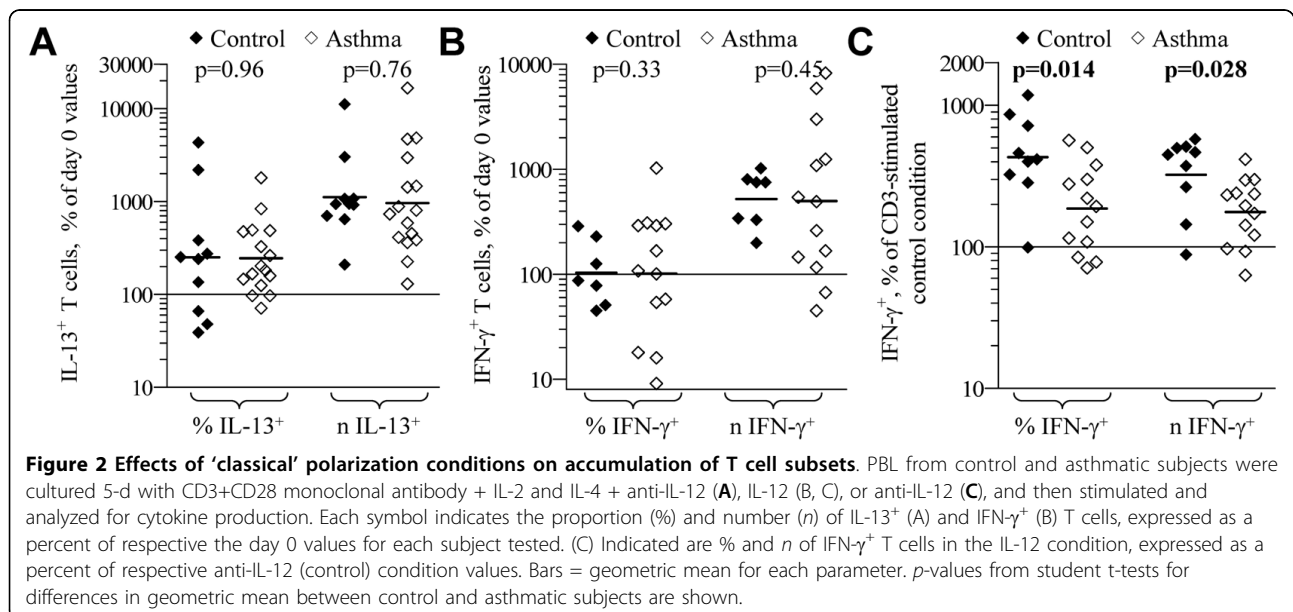 A ◆ Control ◇ Asthma
p=0.96 p=0.76
IL-13⁺ T cells, % of day 0 values
30000
10000
1000
100
10
% IL-13⁺ n IL-13⁺
B ◆ Control ◇ Asthma
p=0.33 p=0.45
IFN-γ⁺ T cells, % of day 0 values
10000
1000
100
10
% IFN-γ⁺ n IFN-γ⁺
C ◆ Control ◇ Asthma
p=0.014 p=0.028
IFN-γ⁺, % of CD3-stimulated
control condition
2000
1000
100
10
% IFN-γ⁺ n IFN-γ⁺
Figure 2 Effects of ‘classical’ polarization conditions on accumulation of T cell subsets. PBL from control and asthmatic subjects were
cultured 5-d with CD3+CD28 monoclonal antibody + IL-2 and IL-4 + anti-IL-12 (A), IL-12 (B, C), or anti-IL-12 (C), and then stimulated and
analyzed for cytokine production. Each symbol indicates the proportion (%) and number (n) of IL-13⁺ (A) and IFN-γ⁺ (B) T cells, expressed as a
percent of respective the day 0 values for each subject tested. (C) Indicated are % and n of IFN-γ⁺ T cells in the IL-12 condition, expressed as a
percent of respective anti-IL-12 (control) condition values. Bars = geometric mean for each parameter. p-values from student t-tests for
differences in geometric mean between control and asthmatic subjects are shown.